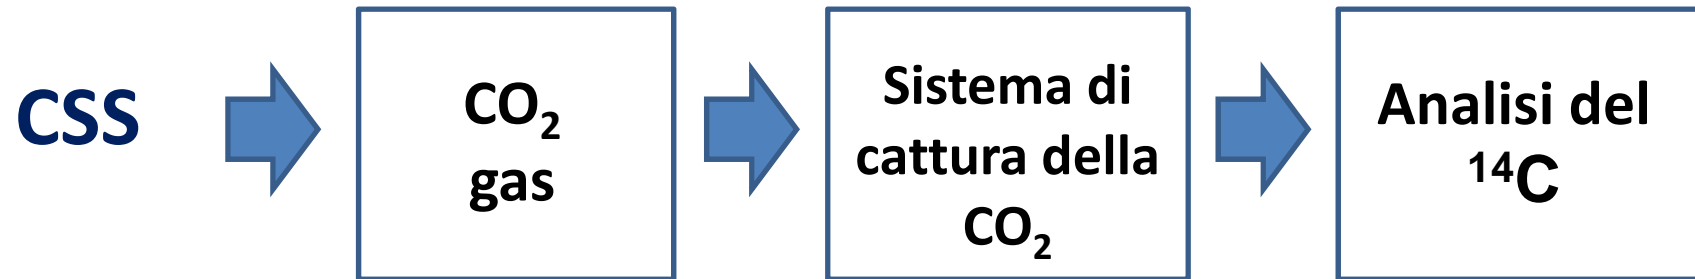 CSS
CO₂
gas
Sistema di
cattura della
CO₂
Analisi del
¹⁴C